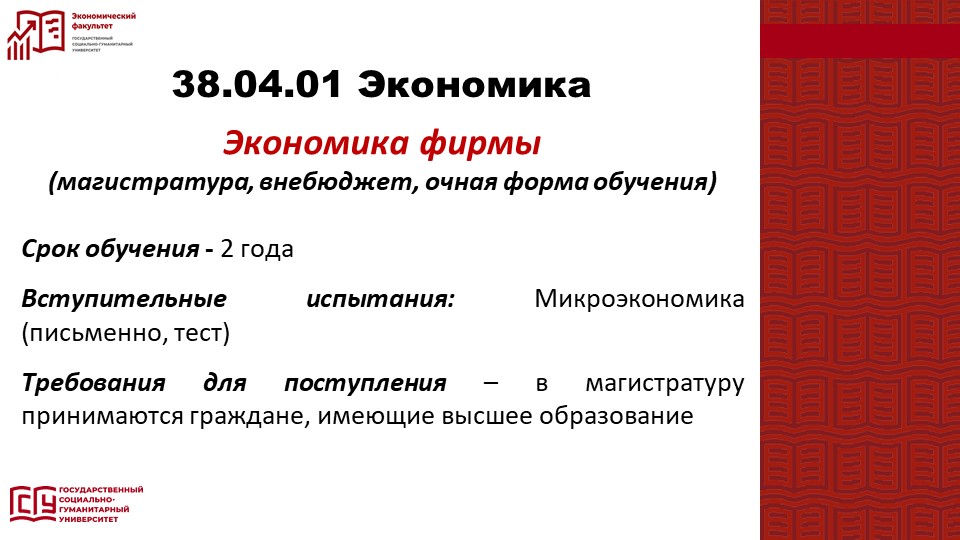 Экономический
факультет
ГОСУДАРСТВЕННЫЙ
СОЦИАЛЬНО-ГУМАНИТАРНЫЙ
УНИВЕРСИТЕТ
38.04.01 Экономика
Экономика фирмы
(магистратура, внебюджет, очная форма обучения)
Срок обучения - 2 года
Вступительные испытания: Микроэкономика
(письменно, тест)
Требования для поступления – в магистратуру
принимаются граждане, имеющие высшее образование
ГСГУ
ГОСУДАРСТВЕННЫЙ
СОЦИАЛЬНО-
ГУМАНИТАРНЫЙ
УНИВЕРСИТЕТ